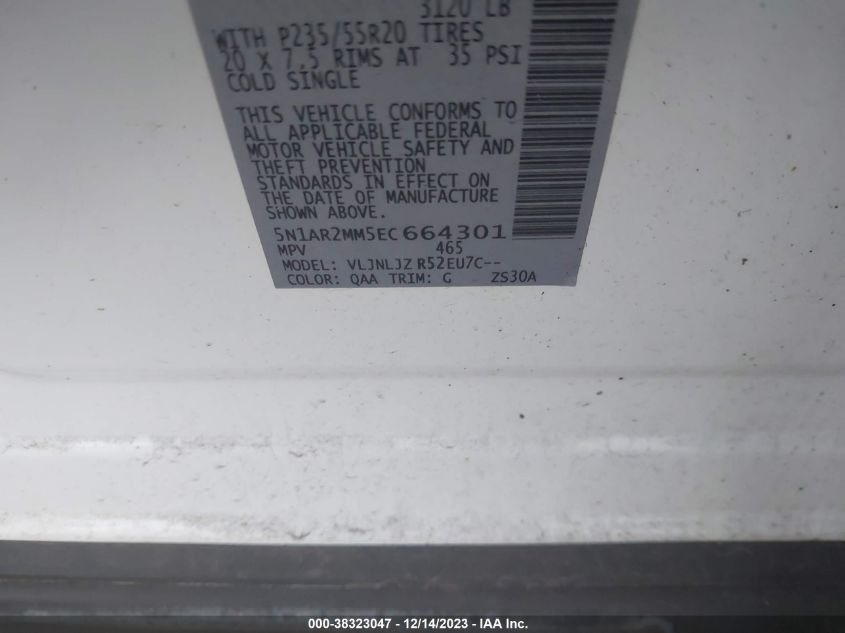 3120 LB
WITH P235/55R20 TIRES
20 X 7.5 RIMS AT 35 PSI
COLD SINGLE
THIS VEHICLE CONFORMS TO
ALL APPLICABLE FEDERAL
MOTOR VEHICLE SAFETY AND
THEFT PREVENTION
STANDARDS IN EFFECT ON
THE DATE OF MANUFACTURE
SHOWN ABOVE.
5N1AR2MM5EC664301
MPV 465
MODEL: VLJNLJZ R52EU7C--
COLOR: QAA TRIM: G ZS30A
000-38323047 - 12/14/2023 - IAA Inc.